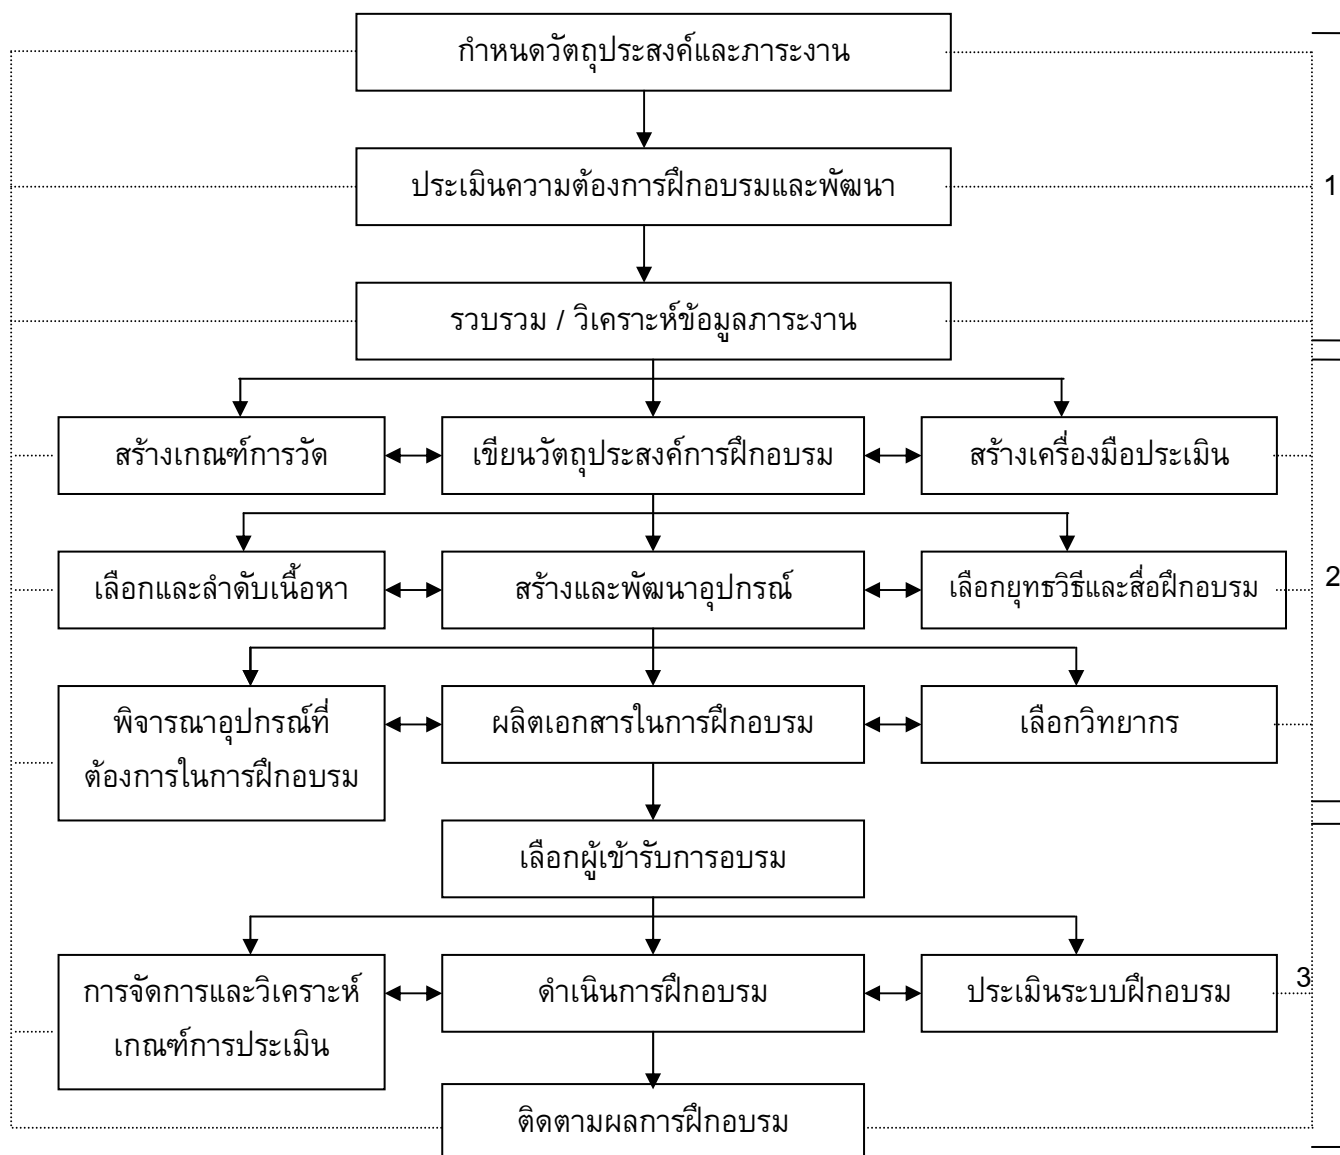 กำหนดวัตถุประสงค์และภาระงาน
ประเมินความต้องการฝึกอบรมและพัฒนา
1
รวบรวม / วิเคราะห์ข้อมูลภาระงาน
สร้างเกณฑ์การวัด
เขียนวัตถุประสงค์การฝึกอบรม
สร้างเครื่องมือประเมิน
เลือกและลำดับเนื้อหา
สร้างและพัฒนาอุปกรณ์
เลือกยุทธวิธีและสื่อฝึกอบรม
2
พิจารณาอุปกรณ์ที่
ต้องการในการฝึกอบรม
ผลิตเอกสารในการฝึกอบรม
เลือกวิทยากร
เลือกผู้เข้ารับการอบรม
การจัดการและวิเคราะห์
เกณฑ์การประเมิน
ดำเนินการฝึกอบรม
ประเมินระบบฝึกอบรม
3
ติดตามผลการฝึกอบรม